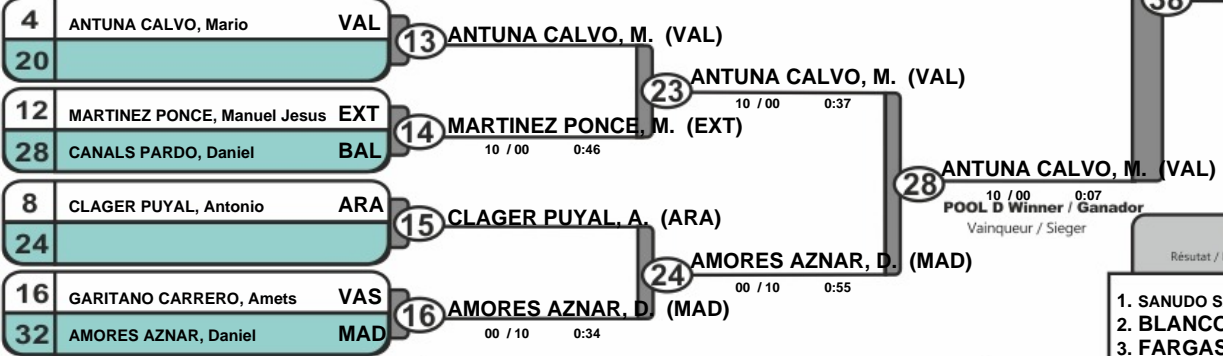 38
4 ANTUNA CALVO, Mario VAL
20
13 ANTUNA CALVO, M. (VAL)
12 MARTINEZ PONCE, Manuel Jesus EXT
28 CANALS PARDO, Daniel BAL
14 MARTINEZ PONCE, M. (EXT)
10 / 00 0:46
23 ANTUNA CALVO, M. (VAL)
10 / 00 0:37
8 CLAGER PUYAL, Antonio ARA
24
15 CLAGER PUYAL, A. (ARA)
16 GARITANO CARRERO, Amets VAS
32 AMORES AZNAR, Daniel MAD
16 AMORES AZNAR, D. (MAD)
00 / 10 0:34
24 AMORES AZNAR, D. (MAD)
00 / 10 0:55
28 ANTUNA CALVO, M. (VAL)
10 / 00 0:07
POOL D Winner / Ganador
Vainqueur / Sieger
Résutat /
1. SANUDO S
2. BLANCO
3. FARGAS